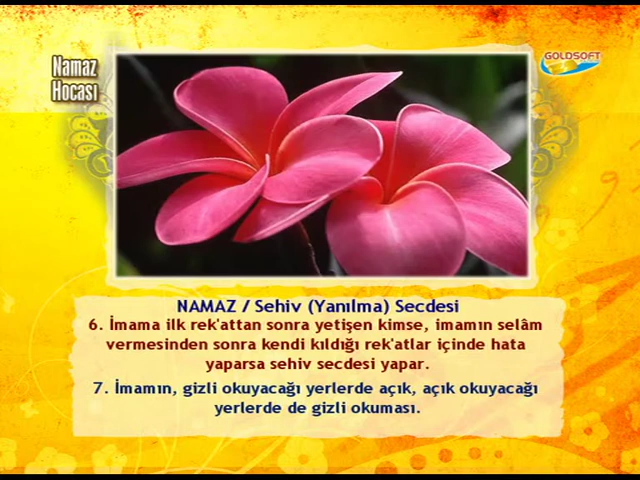 Namaz
Hocası
GOLDSOFT
NAMAZ / Sehiv (Yanılma) Secdesi
6. İmama ilk rek'attan sonra yetişen kimse, imamın selâm
vermesinden sonra kendi kıldığı rek'atlar içinde hata
yaparsa sehiv secdesi yapar.
7. İmamın, gizli okuyacağı yerlerde açık, açık okuyacağı
yerlerde de gizli okuması.